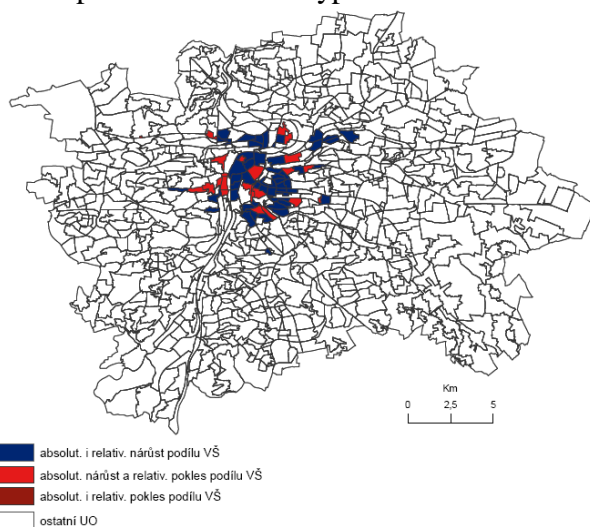 Km
0 2,5 5
absolut. i relativ. nárůst podílu VŠ
absolut. nárůst a relativ. pokles podílu VŠ
absolut. i relativ. pokles podílu VŠ
ostatní UO